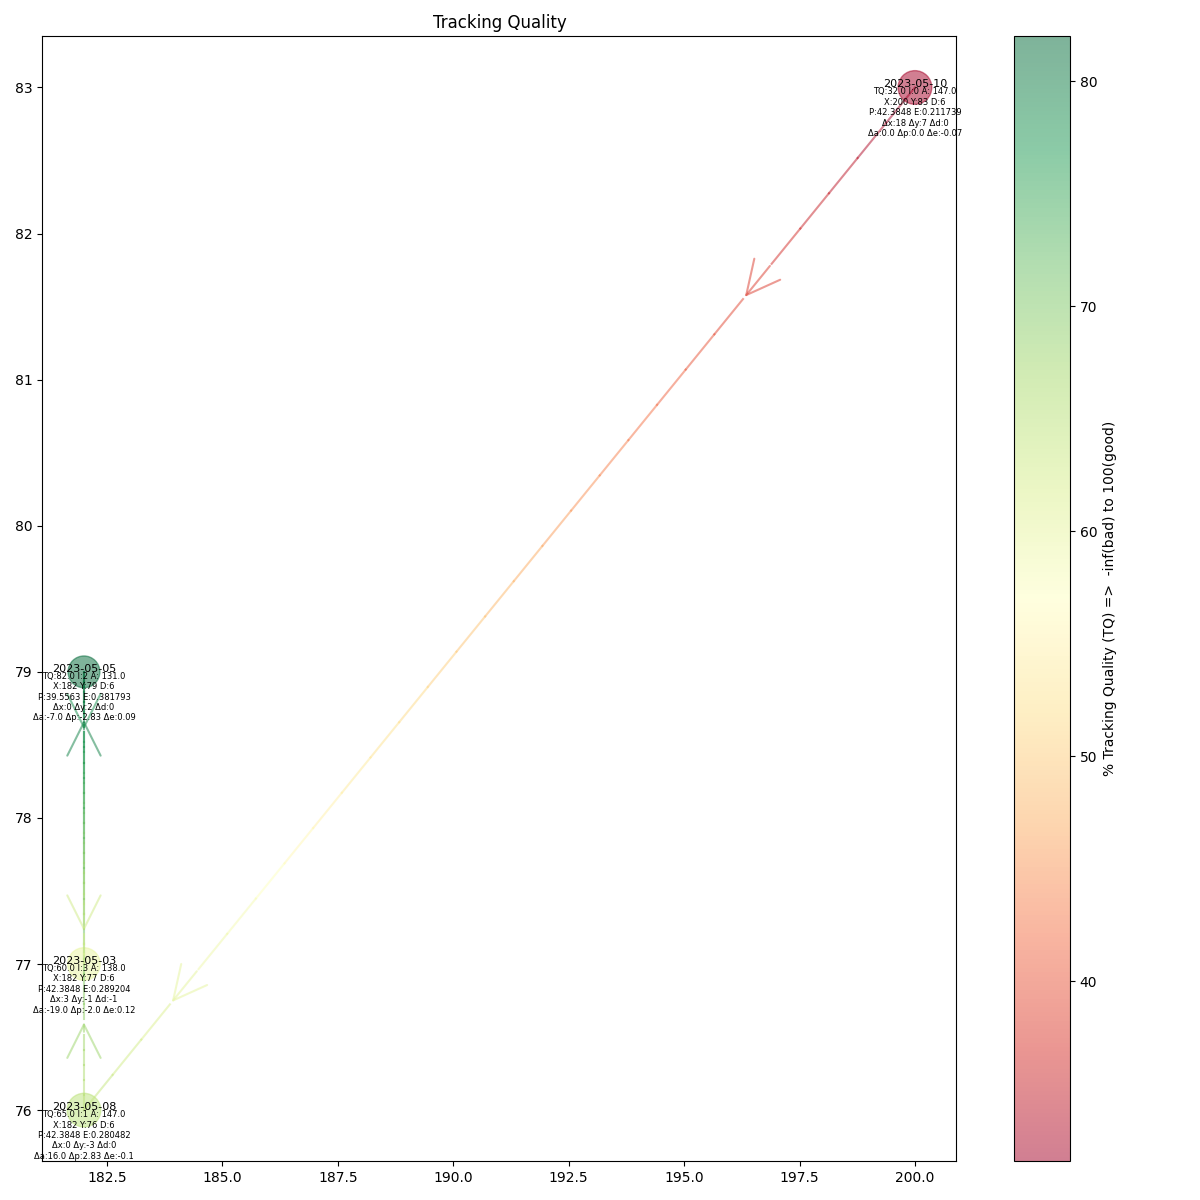 Tracking Quality
83
82
81
80
79
78
77
76
182.5
185.0
187.5
190.0
192.5
195.0
197.5
200.0
2023-05-10
TQ:32.0 I:0 A: 147.0
X:200 Y:83 D:6
P:42.3848 E:0.211739
Δx:18 Δy:7 Δd:0
Δa:0.0 Δp:0.0 Δe:-0.07
2023-05-05
TQ:82.0 I:2 A: 131.0
X:182 Y:79 D:6
P:39.5563 E:0.381793
Δx:0 Δy:2 Δd:0
Δa:-7.0 Δp:-2.83 Δe:0.09
2023-05-03
TQ:60.0 I:3 A: 138.0
X:182 Y:77 D:6
P:42.3848 E:0.289204
Δx:3 Δy:-1 Δd:-1
Δa:-19.0 Δp:-2.0 Δe:0.12
2023-05-08
TQ:65.0 I:1 A: 147.0
X:182 Y:76 D:6
P:42.3848 E:0.280482
Δx:0 Δy:-3 Δd:0
Δa:16.0 Δp:2.83 Δe:-0.1
80
70
60
50
40
% Tracking Quality (TQ) => -inf(bad) to 100(good)